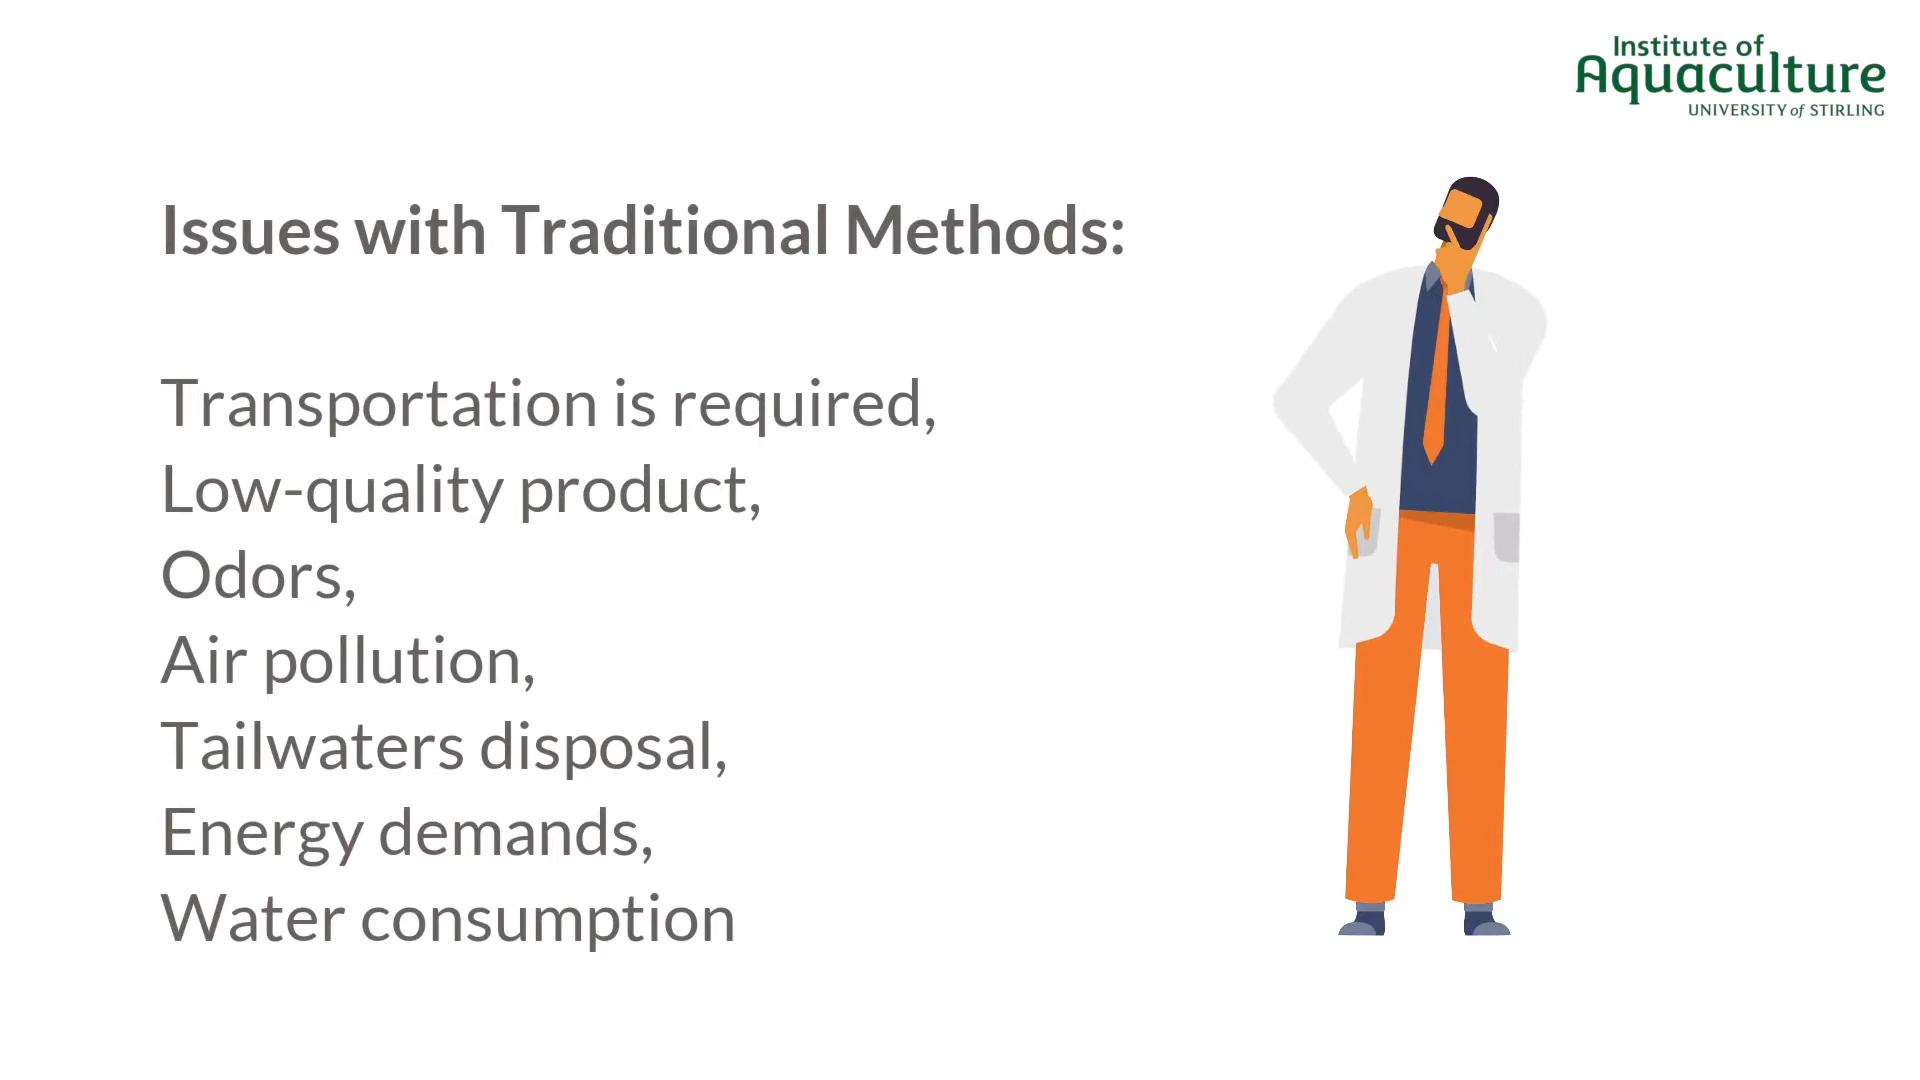 Institute of
Aquaculture
UNIVERSITY of STIRLING
Issues with Traditional Methods:
Transportation is required,
Low-quality product,
Odors,
Air pollution,
Tailwaters disposal,
Energy demands,
Water consumption